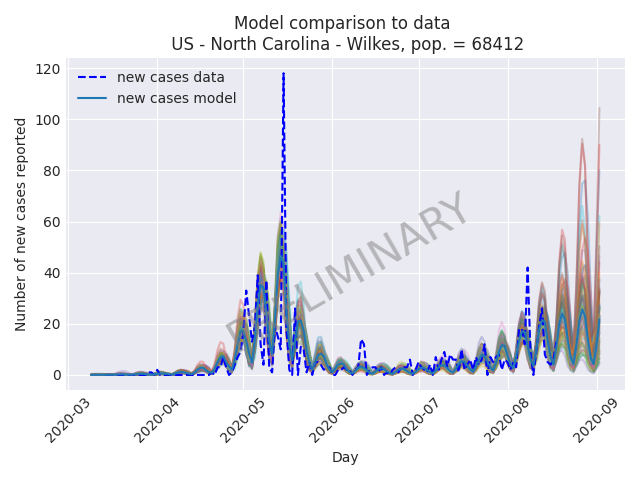 Model comparison to data
US - North Carolina - Wilkes, pop. = 68412
new cases data
new cases model
Number of new cases reported
120
100
80
60
40
20
0
PRELIMINARY
2020-03
2020-04
2020-05
2020-06
2020-07
2020-08
2020-09
Day